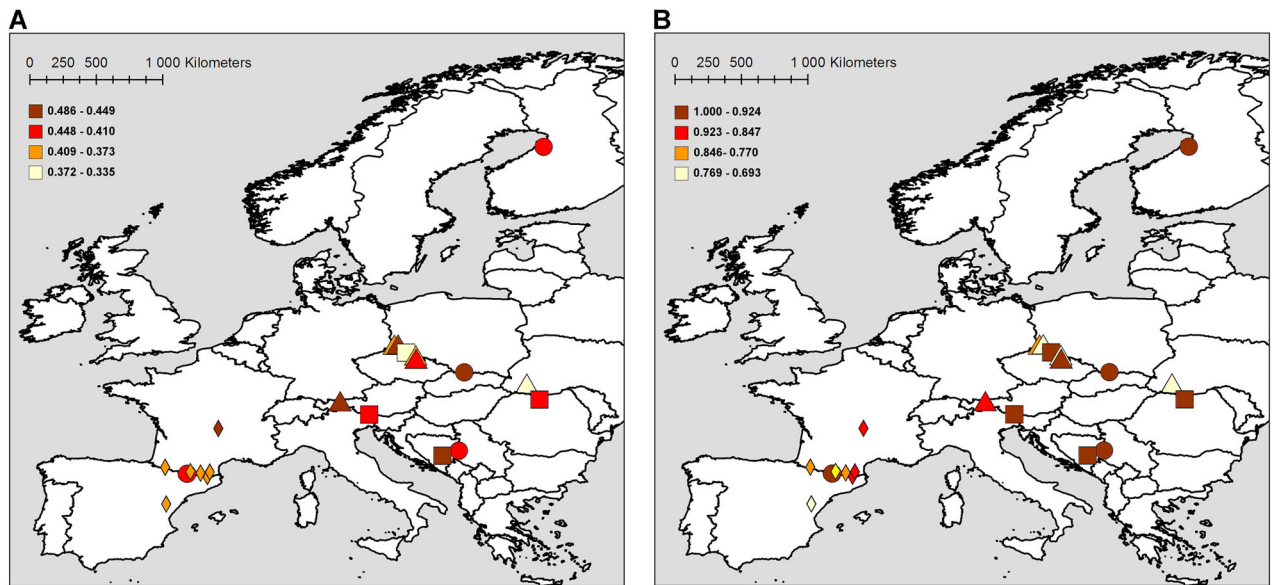 A
0 250 500 1 000 Kilometers
0.486 - 0.449
0.448 - 0.410
0.409 - 0.373
0.372 - 0.335
B
0 250 500 1 000 Kilometers
1.000 - 0.924
0.923 - 0.847
0.846- 0.770
0.769 - 0.693